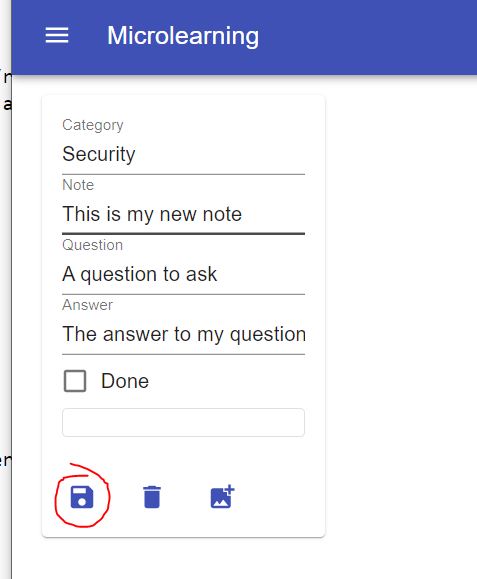 Microlearning
Category
Security
Note
This is my new note
Question
A question to ask
Answer
The answer to my question
Done